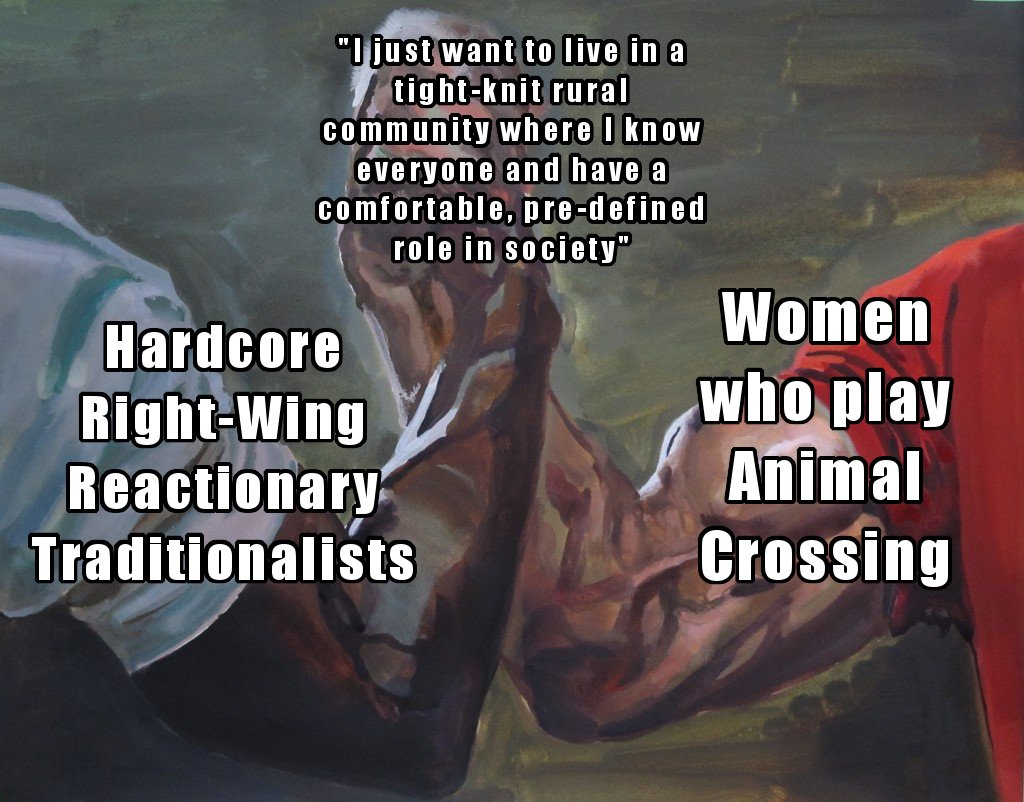 "I just want to live in a
tight-knit rural
community where I know
everyone and have a
comfortable, pre-defined
role in society"
Hardcore
Right-Wing
Reactionary
Traditionalists
Women
who play
Animal
Crossing